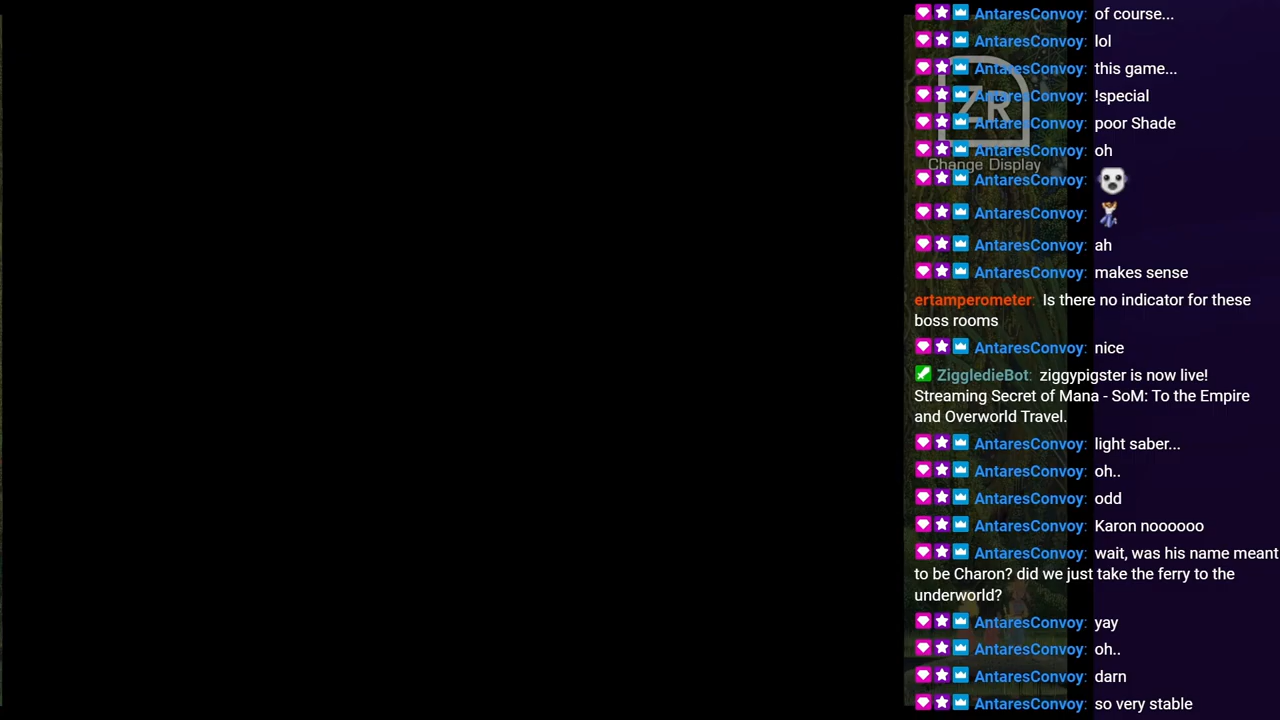 AntaresConvoy: of course...
AntaresConvoy: lol
AntaresConvoy: this game...
AntaresConvoy: !special
AntaresConvoy: poor Shade
AntaresConvoy: oh
ZR
Change Display
AntaresConvoy:
AntaresConvoy:
AntaresConvoy: ah
AntaresConvoy: makes sense
ertamperometer: Is there no indicator for these
boss rooms
AntaresConvoy: nice
ZiggledieBot: ziggypigster is now live!
Streaming Secret of Mana - SoM: To the Empire
and Overworld Travel.
AntaresConvoy: light saber...
AntaresConvoy: oh..
AntaresConvoy: odd
AntaresConvoy: Karon noooooo
AntaresConvoy: wait, was his name meant
to be Charon? did we just take the ferry to the
underworld?
AntaresConvoy: yay
AntaresConvoy: oh..
AntaresConvoy: darn
AntaresConvoy: so very stable